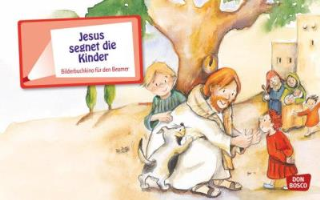 Jesus
segnet die
Kinder
Bilderbuchkino für den Beamer
DON
BOSCO